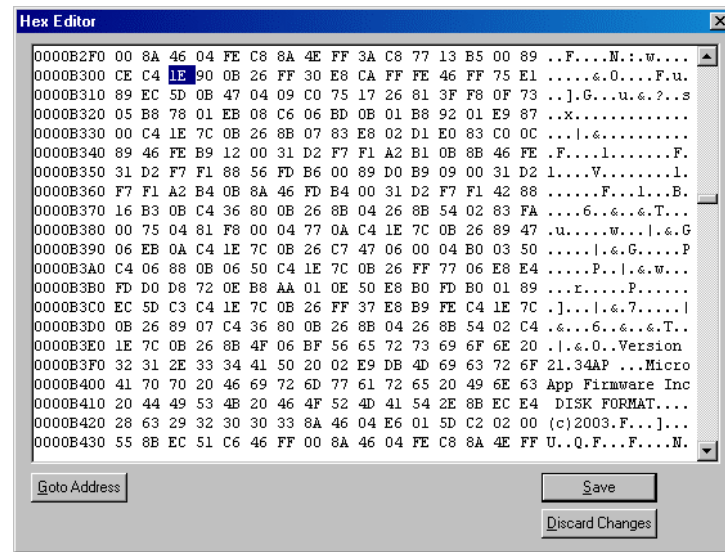 Hex Editor
0000B2F0 00 8A 46 04 FE C8 8A 4E FF 3A C8 77 13 B5 00 89 ..F....N.:.w....
0000B300 CE C4 1E 90 0B 26 FF 30 E8 CA FF FE 46 FF 75 E1 .....&.0....F.u.
0000B310 89 EC 5D 0B 47 04 09 C0 75 17 26 81 3F F8 0F 73 ..].G...u.&.?..s
0000B320 05 B8 78 01 EB 08 C6 06 BD 0B 01 B8 92 01 E9 87 ..x.............
0000B330 00 C4 1E 7C 0B 26 8B 07 83 E8 02 D1 E0 83 C0 0C ...|.&..........
0000B340 89 46 FE B9 12 00 31 D2 F7 F1 A2 B1 0B 8B 46 FE .F....1.......F.
0000B350 31 D2 F7 F1 88 56 FD B6 00 89 D0 B9 09 00 31 D2 1....V........1.
0000B360 F7 F1 A2 B4 0B 8A 46 FD B4 00 31 D2 F7 F1 42 88 ......F...1...B.
0000B370 16 B3 0B C4 36 80 0B 26 8B 04 26 8B 54 02 83 FA ....6..&..&.T...
0000B380 00 75 04 81 F8 00 04 77 0A C4 1E 7C 0B 26 89 47 .u.....w...|.&.G
0000B390 06 EB 0A C4 1E 7C 0B 26 C7 47 06 00 04 B0 03 50 .....|.&.G.....P
0000B3A0 C4 06 88 0B 06 50 C4 1E 7C 0B 26 FF 77 06 E8 E4 .....P..|.&.w...
0000B3B0 FD D0 D8 72 0E B8 AA 01 0E 50 E8 B0 FD B0 01 89 ...r.....P......
0000B3C0 EC 5D C3 C4 1E 7C 0B 26 FF 37 E8 B9 FE C4 1E 7C .]...|.&.7.....|
0000B3D0 0B 26 89 07 C4 36 80 0B 26 8B 04 26 8B 54 02 C4 .&...6..&..&.T..
0000B3E0 1E 7C 0B 26 8B 4F 06 BF 56 65 72 73 69 6F 6E 20 .|.&.O..Version
0000B3F0 32 31 2E 33 34 41 50 20 02 E9 DB 4D 69 63 72 6F 21.34AP ...Micro
0000B400 41 70 70 20 46 69 72 6D 77 61 72 65 20 49 6E 63 App Firmware Inc
0000B410 20 44 49 53 4B 20 46 4F 52 4D 41 54 2E 8B EC E4 DISK FORMAT....
0000B420 28 63 29 32 30 30 33 8A 46 04 E6 01 5D C2 02 00 (c)2003.F...]...
0000B430 55 8B EC 51 C6 46 FF 00 8A 46 04 FE C8 8A 4E FF U..Q.F...F....N.
Goto Address
Save
Discard Changes